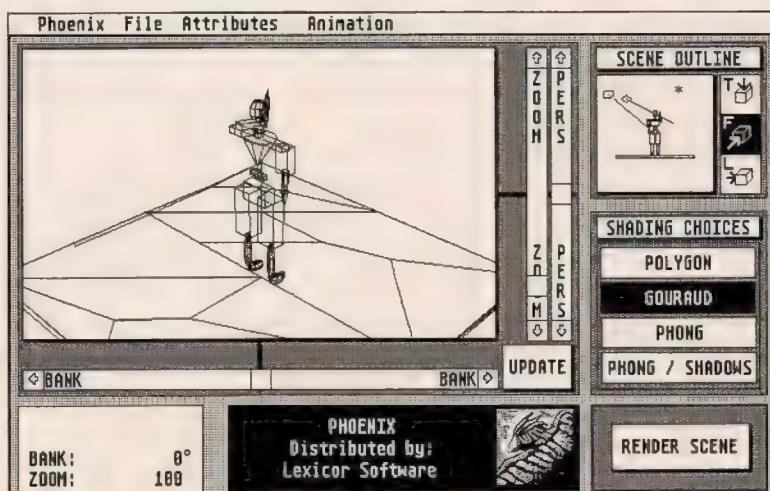 Phoenix File Attributes Animation
ZOOM
PERS
ZOOM
PERS
BANK
BANK
UPDATE
SCENE OUTLINE
T
F
L
SHADING CHOICES
POLYGON
GOURAUD
PHONG
PHONG / SHADOWS
BANK: 0°
ZOOM: 100
PHOENIX
Distributed by:
Lexicor Software
RENDER SCENE